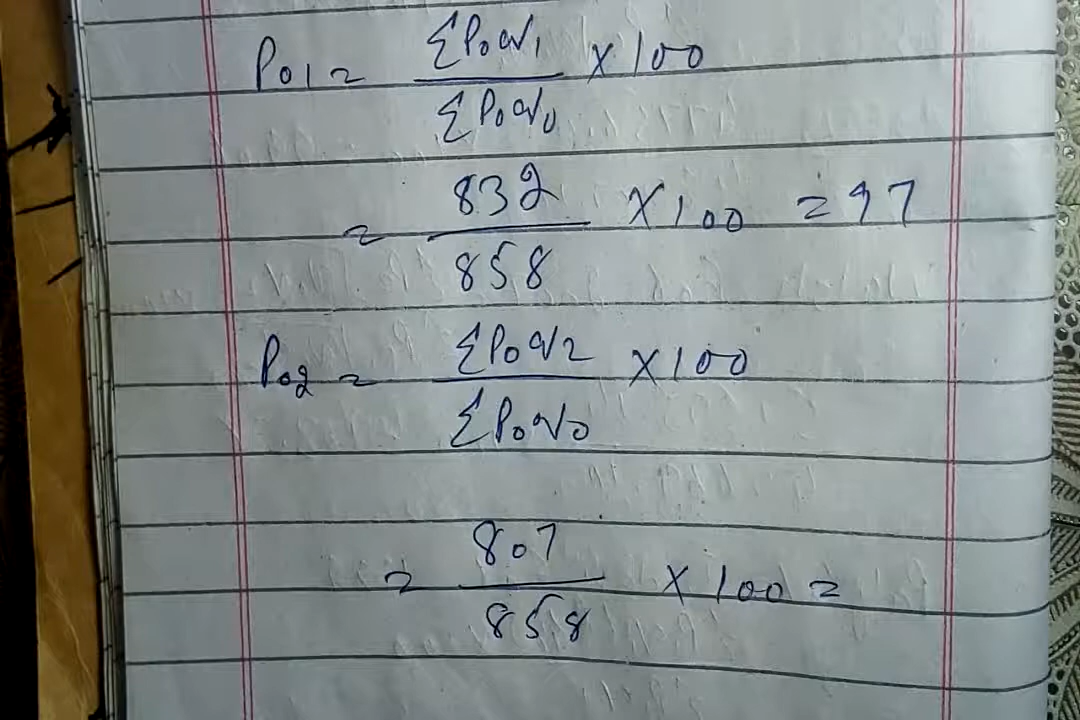 P₀₁ = ΣP₀q₁ / ΣP₀q₀ × 100
= 832 / 858 × 100 = 97
P₀₂ = ΣP₀q₂ / ΣP₀q₀ × 100
= 807 / 858 × 100 =